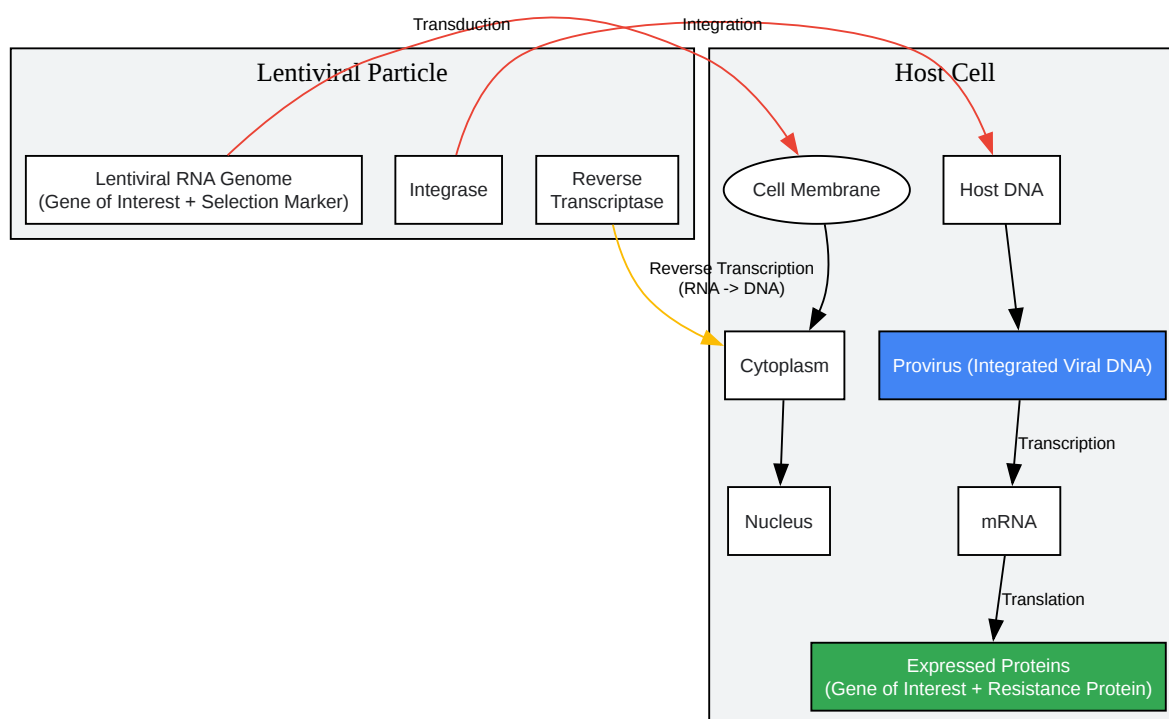 Transduction
Integration
Lentiviral Particle
Host Cell
Lentiviral RNA Genome
(Gene of Interest + Selection Marker)
Integrase
Reverse
Transcriptase
Cell Membrane
Host DNA
Reverse Transcription
(RNA -> DNA)
Cytoplasm
Provirus (Integrated Viral DNA)
Transcription
Nucleus
mRNA
Translation
Expressed Proteins
(Gene of Interest + Resistance Protein)